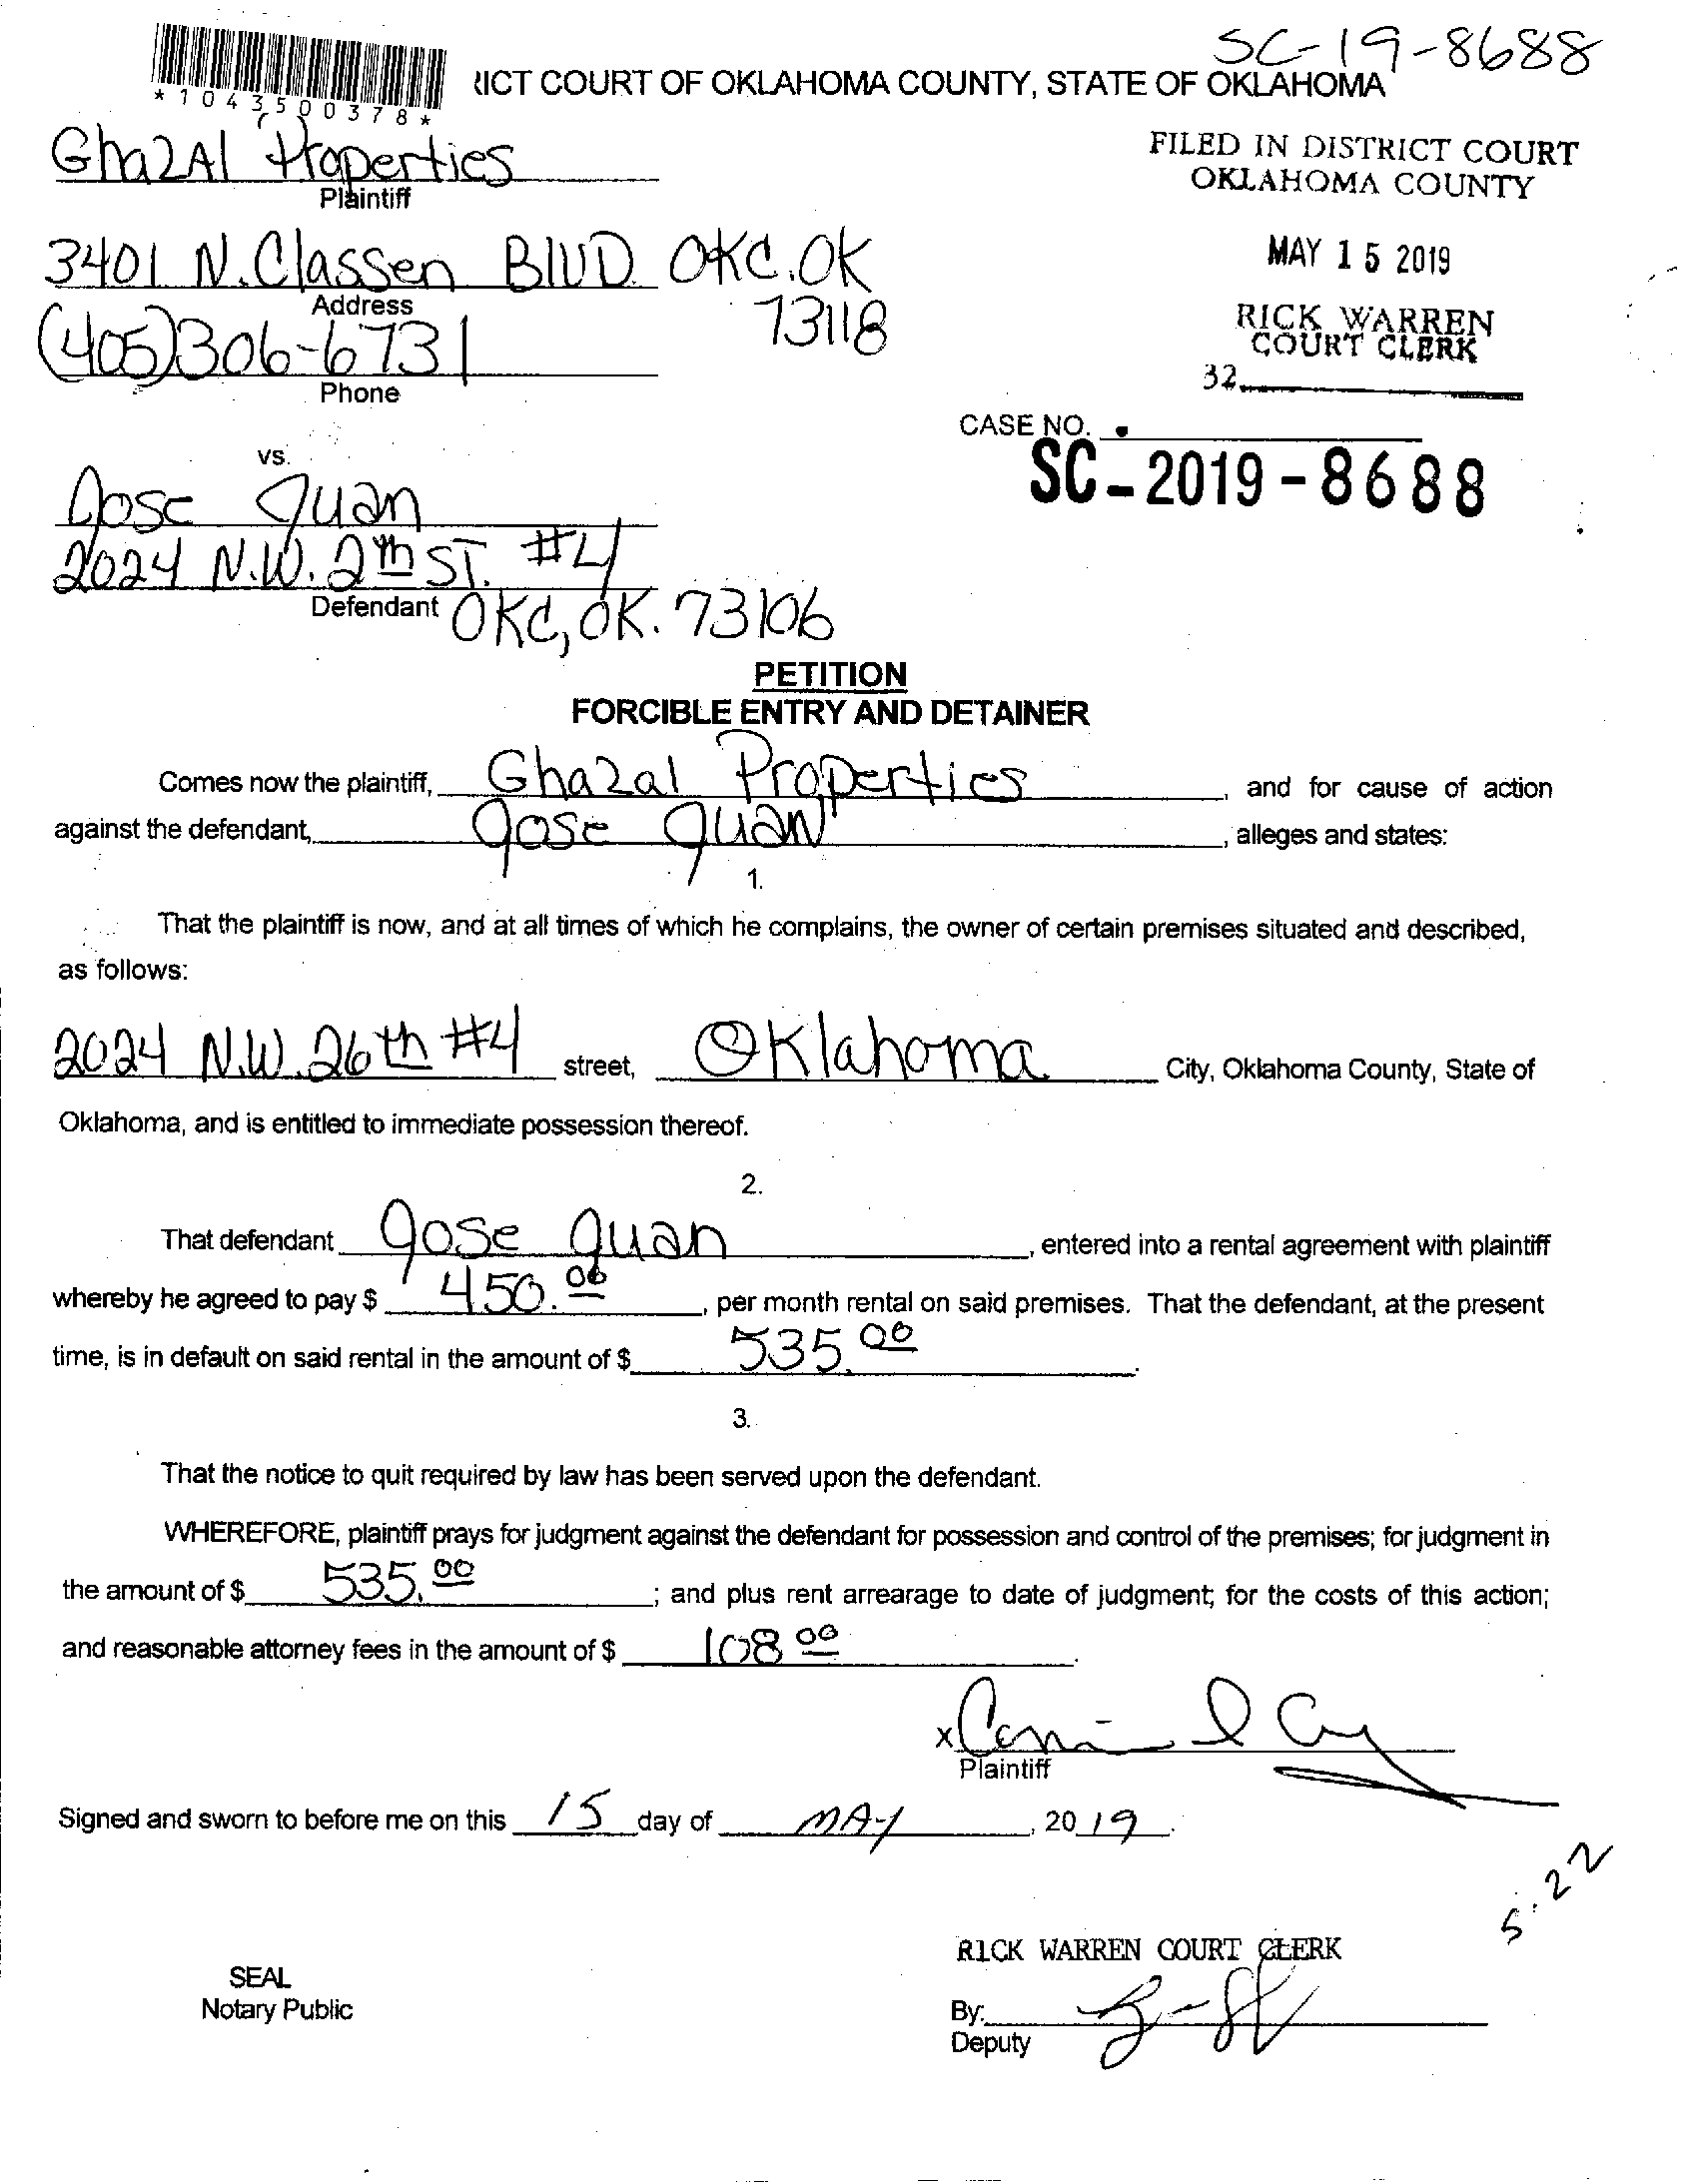 SC-19-8688
*1043500378*
ICT COURT OF OKLAHOMA COUNTY, STATE OF OKLAHOMA
Ghazal Properties
Plaintiff
FILED IN DISTRICT COURT
OKLAHOMA COUNTY
3401 N. Classen BLVD. OKC.OK
Address
73118
MAY 15 2019
(405)306-6731
Phone
RICK WARREN
COURT CLERK
32
CASE NO.
SC-2019-8688
vs.
Jose Juan
2024 N.W. 2th ST. #4
Defendant
OKC, OK. 73106
PETITION
FORCIBLE ENTRY AND DETAINER
Comes now the plaintiff, Ghazal Properties, and for cause of action
against the defendant, Jose Juan, alleges and states:
1.
That the plaintiff is now, and at all times of which he complains, the owner of certain premises situated and described,
as follows:
2024 N.W. 26th #4 street, Oklahoma City, Oklahoma County, State of
Oklahoma, and is entitled to immediate possession thereof.
2.
That defendant Jose Juan, entered into a rental agreement with plaintiff
whereby he agreed to pay $ 450.00, per month rental on said premises. That the defendant, at the present
time, is in default on said rental in the amount of $ 535.00.
3.
That the notice to quit required by law has been served upon the defendant.
WHEREFORE, plaintiff prays for judgment against the defendant for possession and control of the premises; for judgment in
the amount of $ 535.00; and plus rent arrearage to date of judgment; for the costs of this action;
and reasonable attorney fees in the amount of $ 108 00.
x
Plaintiff
Signed and sworn to before me on this 15 day of MAY, 2019.
5.22
RICK WARREN COURT CLERK
SEAL
Notary Public
By:
Deputy